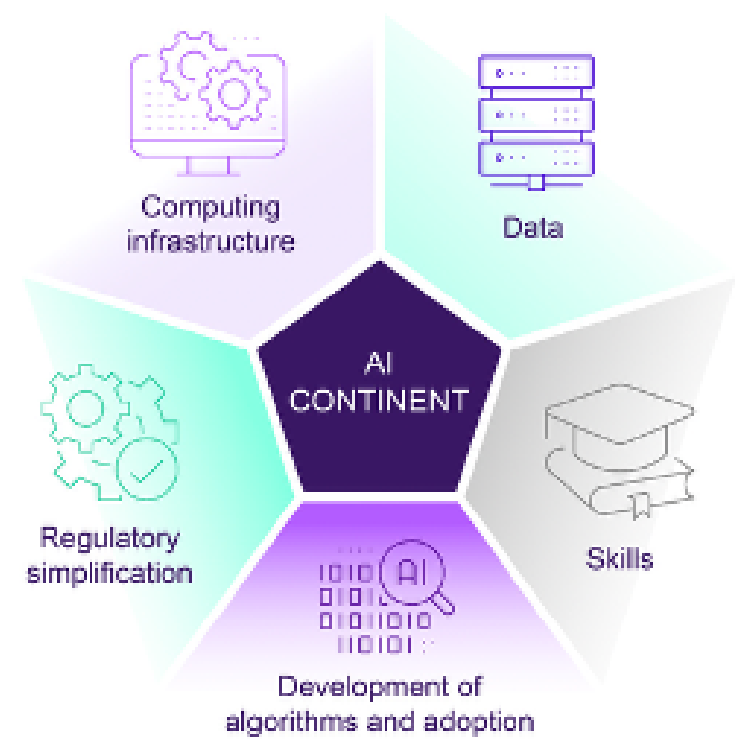 Computing
infrastructure
Data
AI
CONTINENT
Regulatory
simplification
Skills
AI
Development of
algorithms and adoption